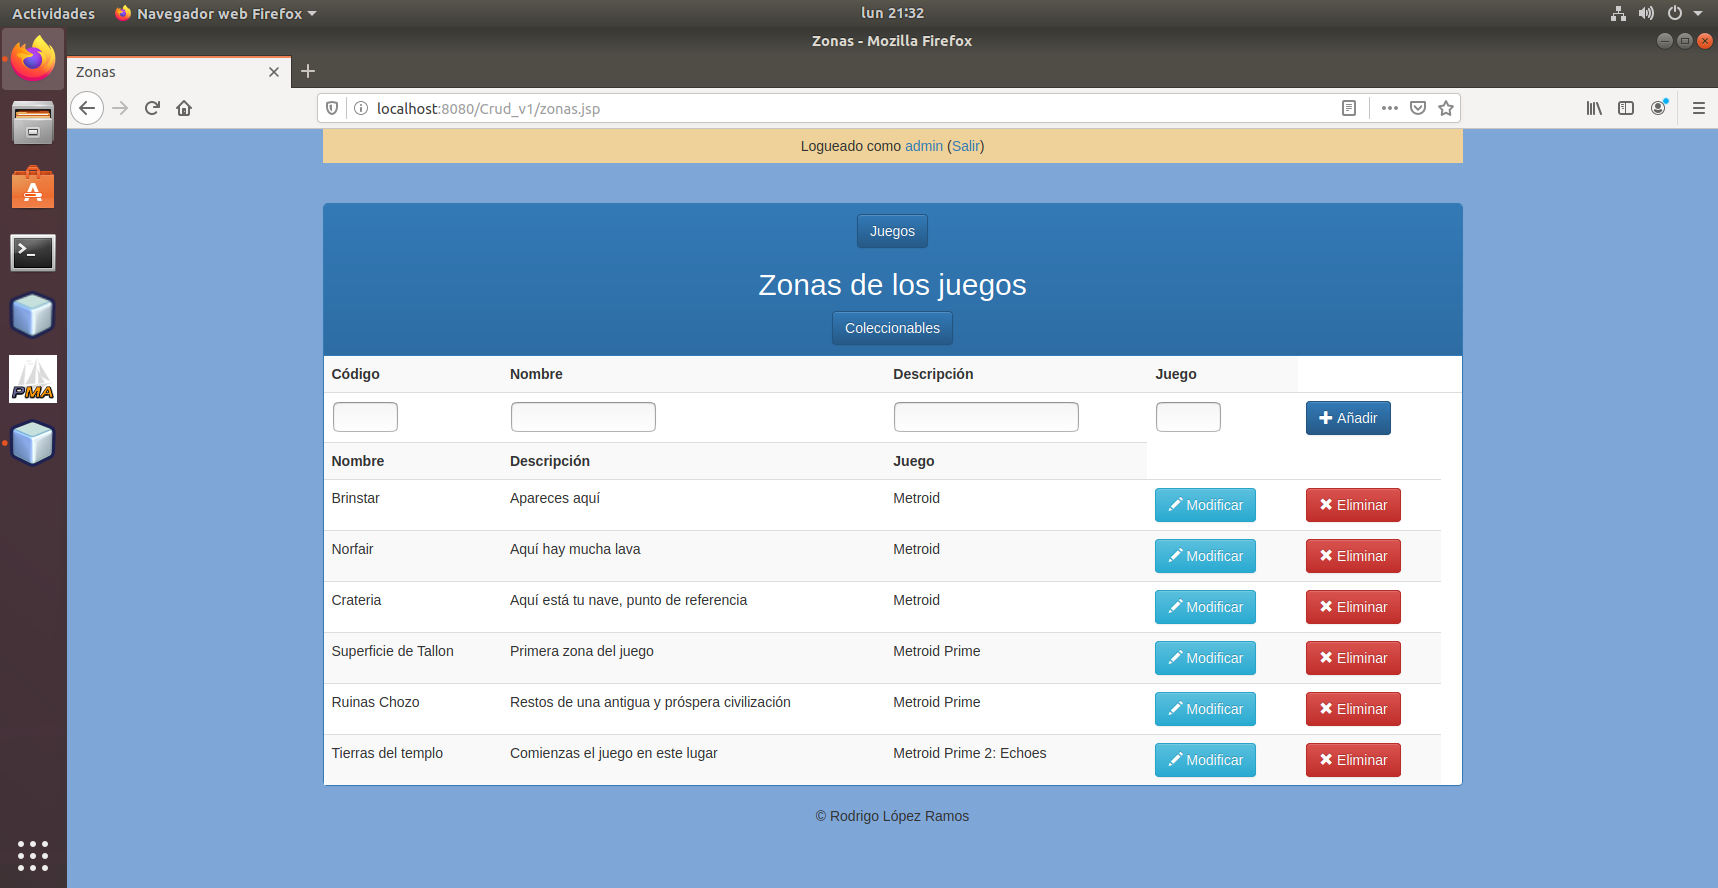 Actividades Navegador web Firefox lun 21:32
Zonas - Mozilla Firefox
Zonas
localhost:8080/Crud_v1/zonas.jsp
Logueado como admin (Salir)
Juegos
Zonas de los juegos
Coleccionables
Código Nombre Descripción Juego
Añadir
Nombre Descripción Juego
Brinstar Apareces aquí Metroid Modificar Eliminar
Norfair Aquí hay mucha lava Metroid Modificar Eliminar
Crateria Aquí está tu nave, punto de referencia Metroid Modificar Eliminar
Superficie de Tallon Primera zona del juego Metroid Prime Modificar Eliminar
Ruinas Chozo Restos de una antigua y próspera civilización Metroid Prime Modificar Eliminar
Tierras del templo Comienzas el juego en este lugar Metroid Prime 2: Echoes Modificar Eliminar
© Rodrigo López Ramos
PMA